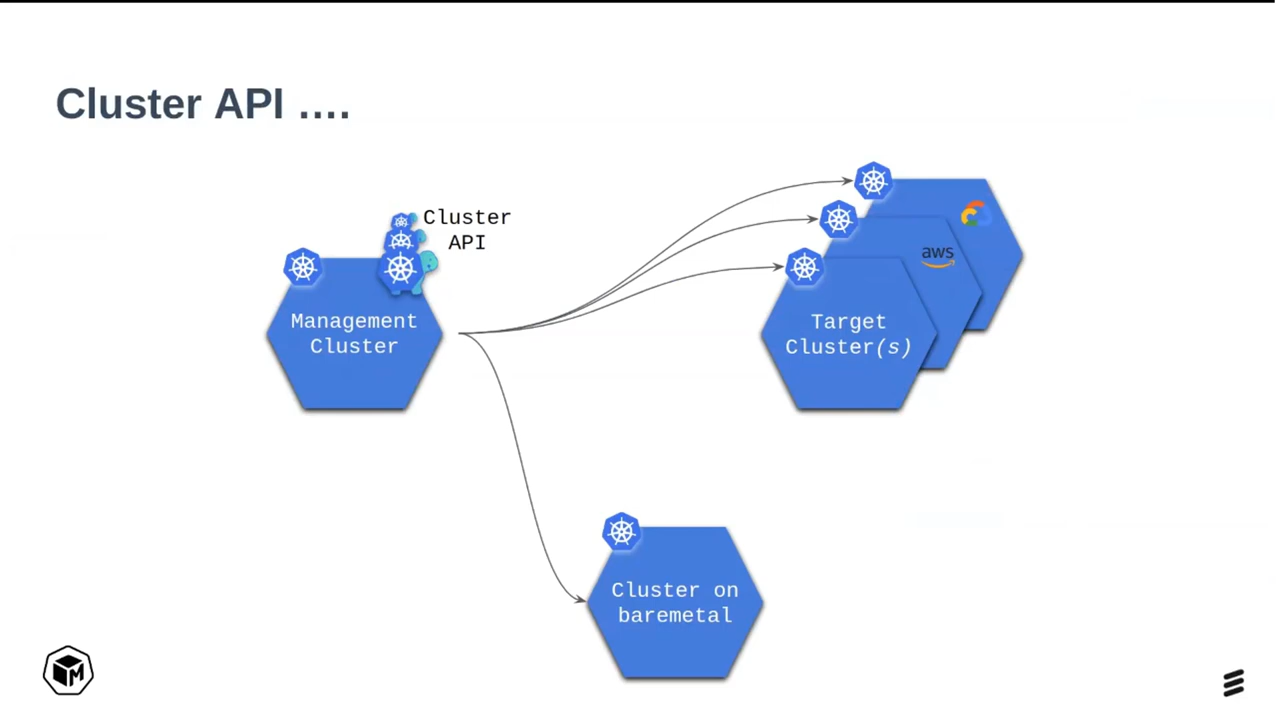 Cluster API ....
Cluster
API
Management
Cluster
aws
Target
Cluster(s)
Cluster on
baremetal
M